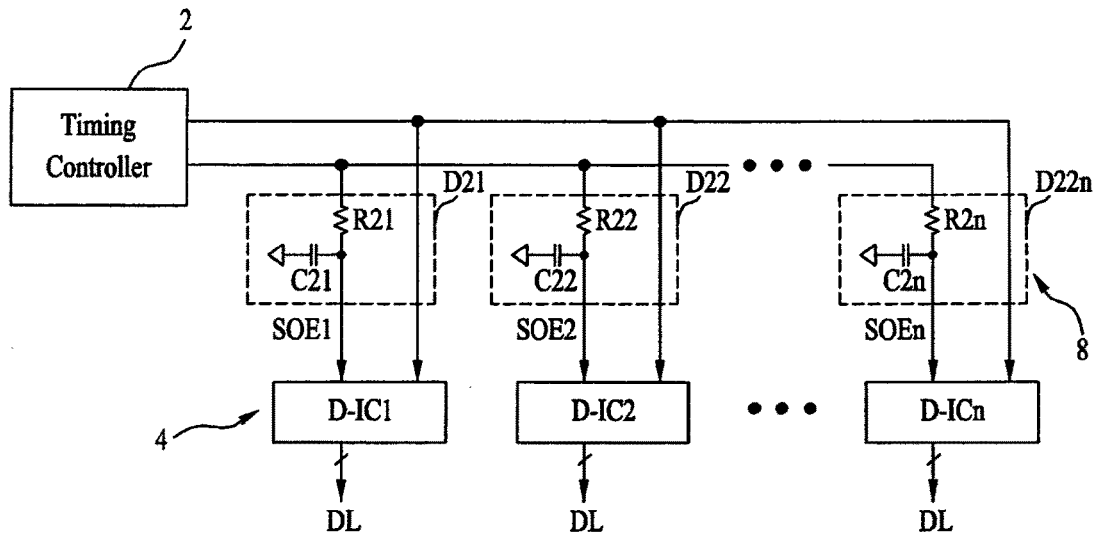 2
Timing
Controller
D21
D22
D22n
R21
R22
R2n
C21
C22
C2n
SOE1
SOE2
SOEn
8
4
D-IC1
D-IC2
D-ICn
DL
DL
DL